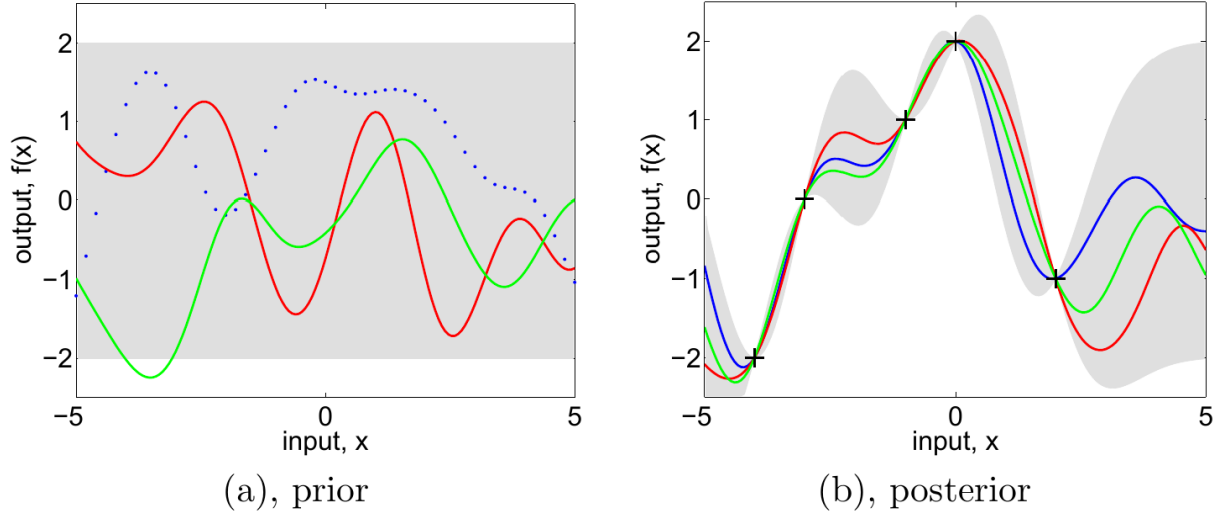 2
1
0
−1
−2
output, f(x)
−5
0
5
input, x
(a), prior
2
1
0
−1
−2
output, f(x)
−5
0
5
input, x
(b), posterior